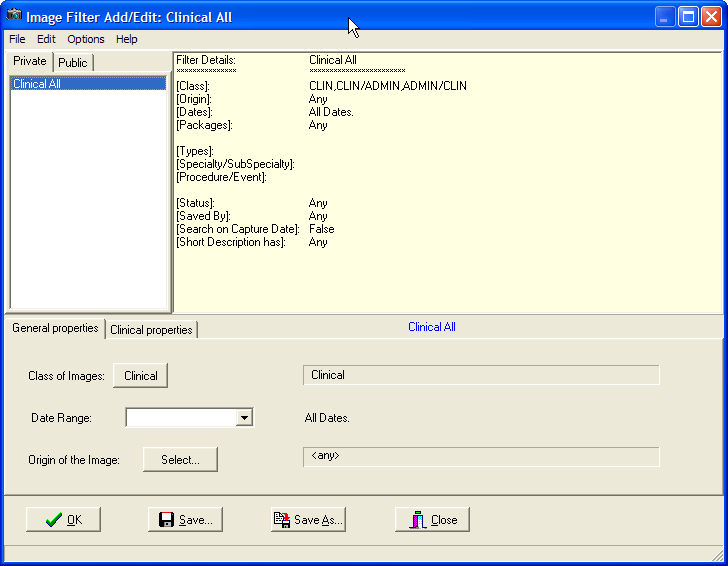 Image Filter Add/Edit: Clinical All
File Edit Options Help
Private Public
Clinical All
Filter Details: Clinical All
*************** ************************
[Class]: CLIN,CLIN/ADMIN,ADMIN/CLIN
[Origin]: Any
[Dates]: All Dates.
[Packages]: Any
[Types]:
[Specialty/SubSpecialty]:
[Procedure/Event]:
[Status]: Any
[Saved By]: Any
[Search on Capture Date]: False
[Short Description has]: Any
General properties Clinical properties Clinical All
Class of Images: Clinical Clinical
Date Range: All Dates.
Origin of the Image: Select... <any>
OK Save... Save As... Close